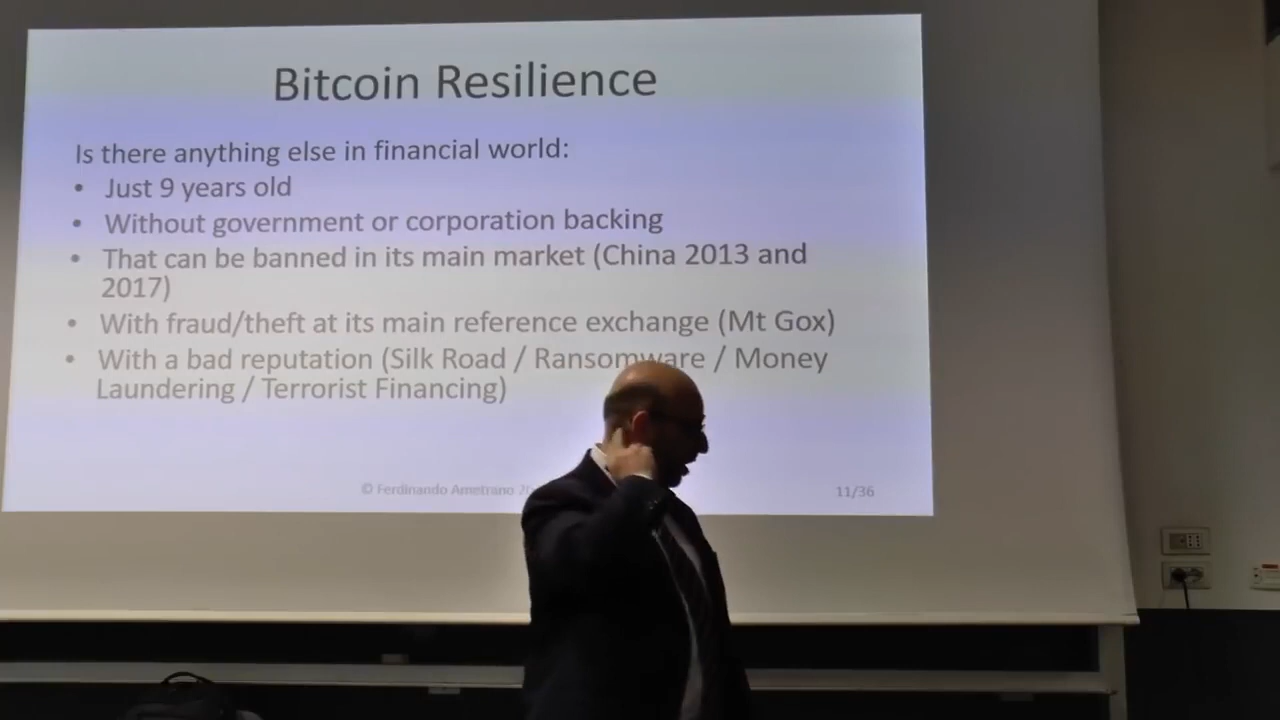 Bitcoin Resilience
Is there anything else in financial world:
• Just 9 years old
• Without government or corporation backing
• That can be banned in its main market (China 2013 and
2017)
• With fraud/theft at its main reference exchange (Mt Gox)
• With a bad reputation (Silk Road / Ransomware / Money
Laundering / Terrorist Financing)
© Ferdinando Ametrano
11/36